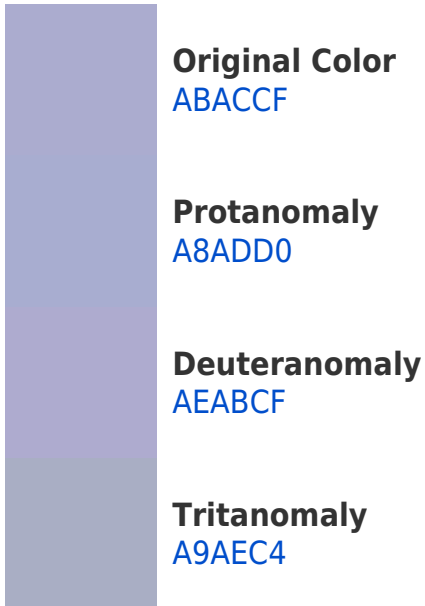 Original Color
ABACCF
Protanomaly
A8ADD0
Deuteranomaly
AEABCF
Tritanomaly
A9AEC4